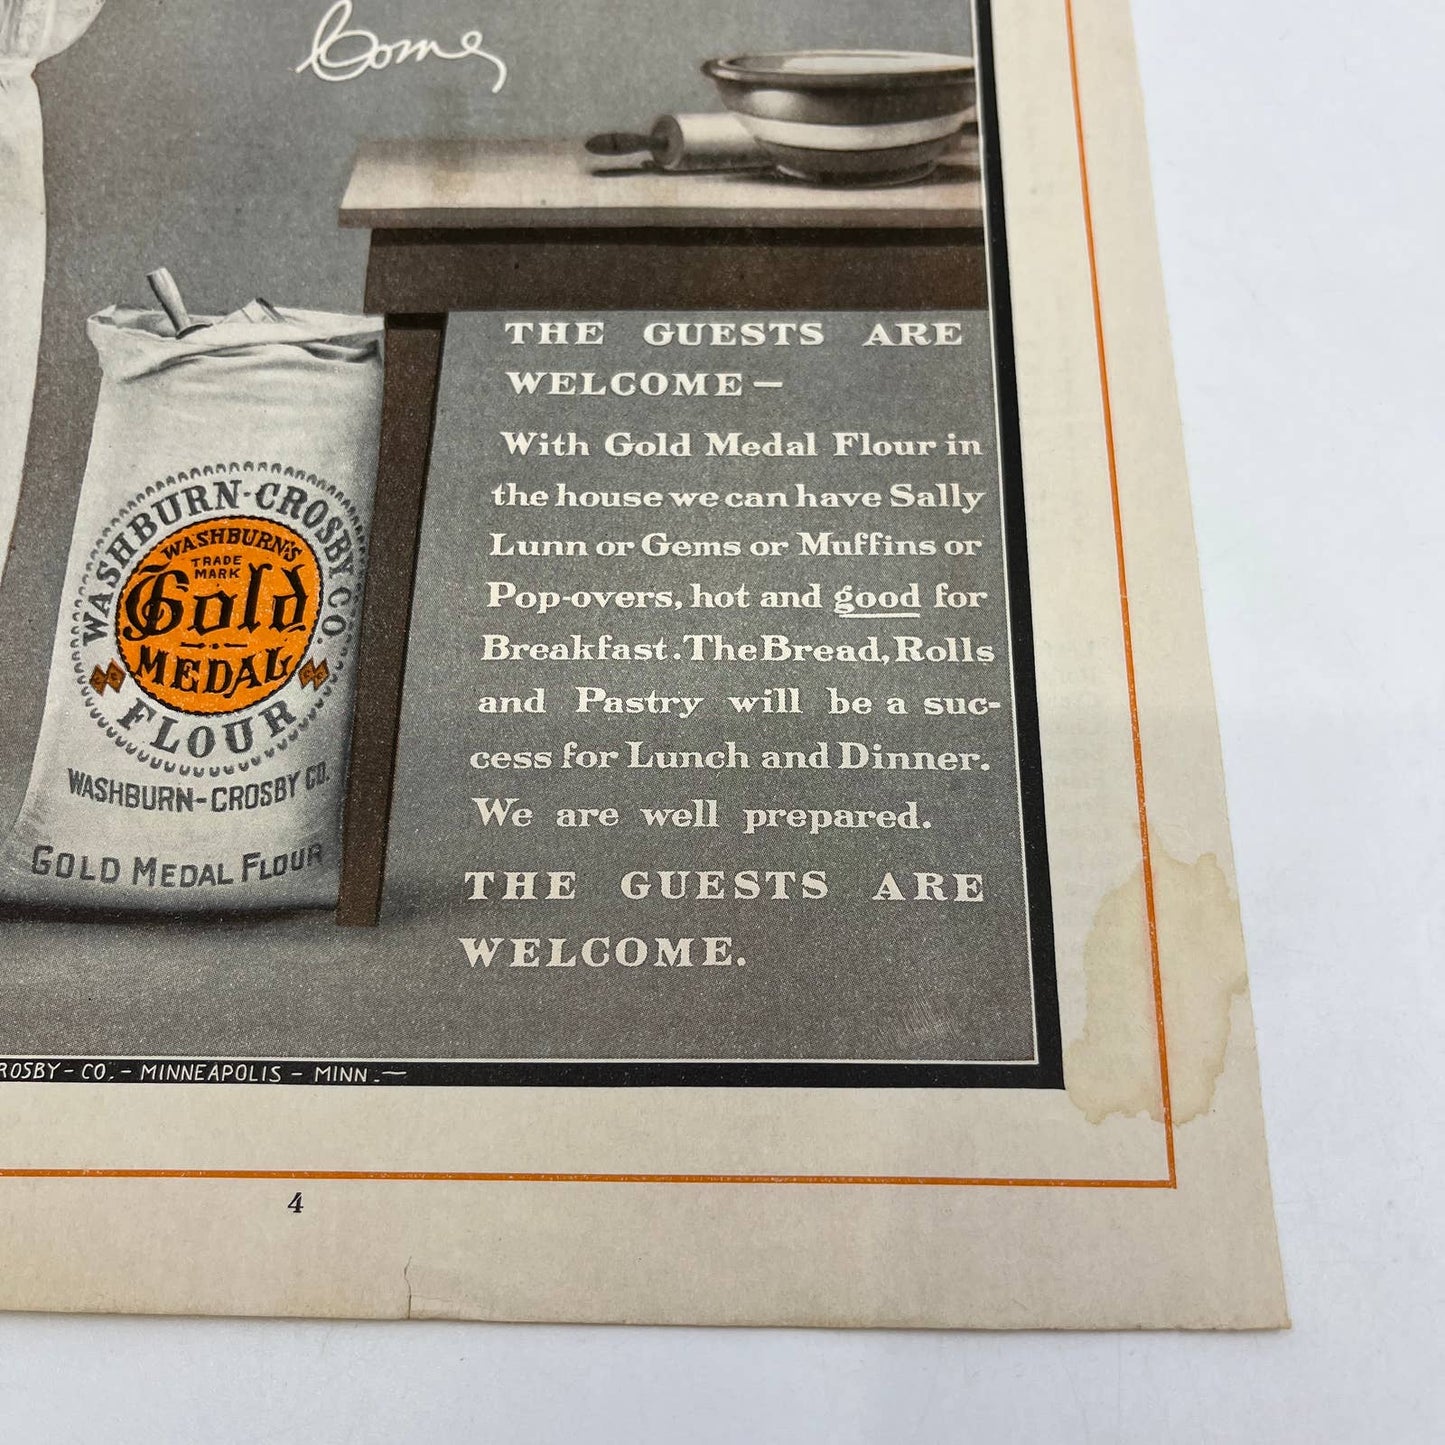 Come,
THE GUESTS ARE
WELCOME—
With Gold Medal Flour in
the house we can have Sally
Lunn or Gems or Muffins or
Pop-overs, hot and good for
Breakfast. The Bread, Rolls
and Pastry will be a suc-
cess for Lunch and Dinner.
We are well prepared.
THE GUESTS ARE
WELCOME.
WASHBURN-CROSBY CO.
WASHBURN'S
TRADE
MARK
Gold
MEDAL
FLOUR
WASHBURN-CROSBY CO.
GOLD MEDAL FLOUR
ROSBY - CO. - MINNEAPOLIS - MINN. -
4